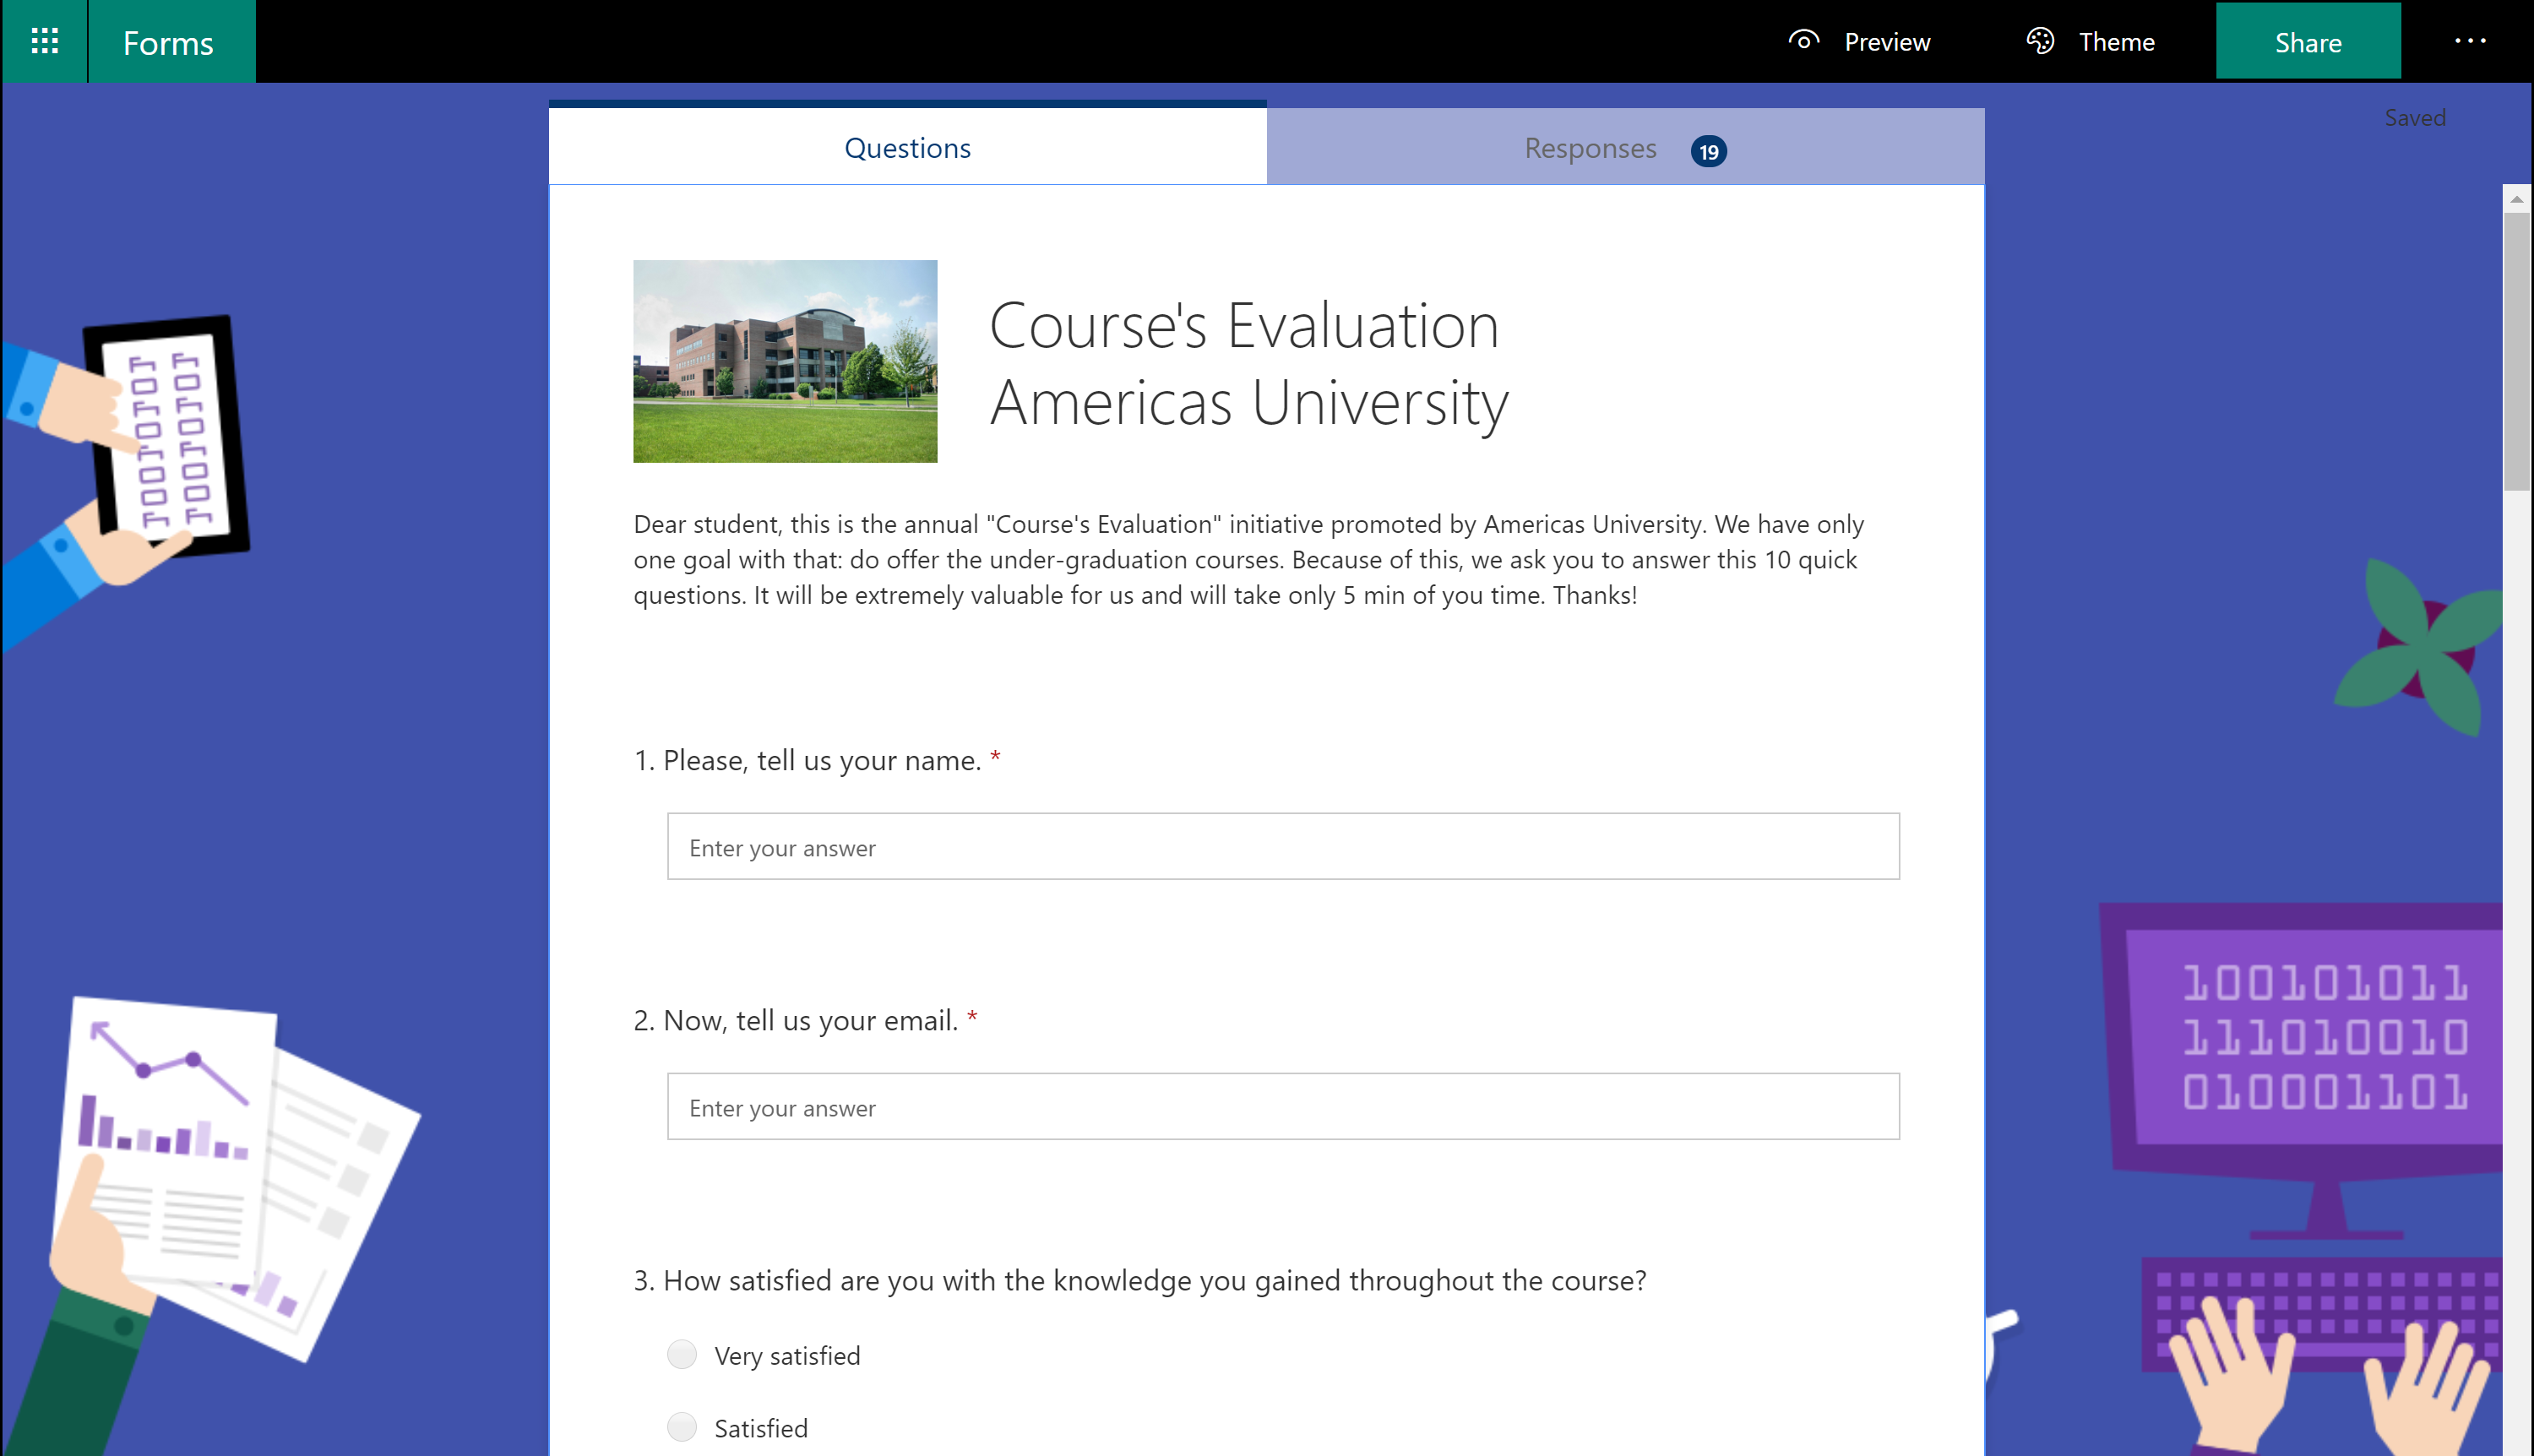 Forms
Preview
Theme
Share
Saved
Questions
Responses 19
Course's Evaluation
Americas University
Dear student, this is the annual "Course's Evaluation" initiative promoted by Americas University. We have only
one goal with that: do offer the under-graduation courses. Because of this, we ask you to answer this 10 quick
questions. It will be extremely valuable for us and will take only 5 min of you time. Thanks!
1. Please, tell us your name. *
Enter your answer
2. Now, tell us your email. *
Enter your answer
3. How satisfied are you with the knowledge you gained throughout the course?
Very satisfied
Satisfied
100101011
111010010
010001101